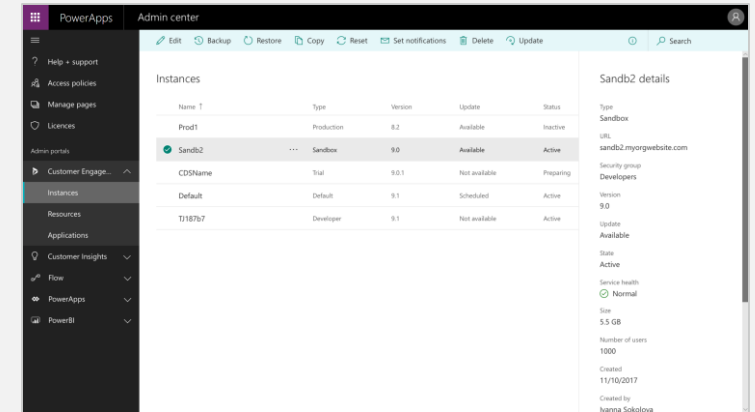 PowerApps Admin center
Edit Backup Restore Copy Reset Set notifications Delete Update Search
Help + support
Access policies
Manage pages
Licences
Admin portals
Customer Engage...
Instances
Resources
Applications
Customer Insights
Flow
PowerApps
PowerBI
Instances
Name ↑ Type Version Update Status
Prod1 Production 8.2 Available Inactive
Sandb2 ··· Sandbox 9.0 Available Active
CDSName Trial 9.0.1 Not available Preparing
Default Default 9.1 Scheduled Active
TJ187b7 Developer 9.1 Not available Active
Sandb2 details
Type
Sandbox
URL
sandb2.myorgwebsite.com
Security group
Developers
Version
9.0
Update
Available
State
Active
Service health
Normal
Size
5.5 GB
Number of users
1000
Created
11/10/2017
Created by
Ivanna Sokolova